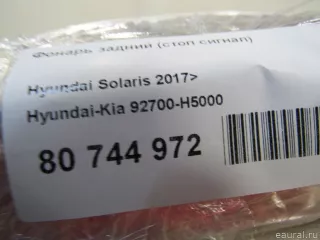 Фонарь задний (стоп сигнал)
Hyundai Solaris 2017>
Hyundai-Kia 92700-H5000
80 744 972
© eaural.ru